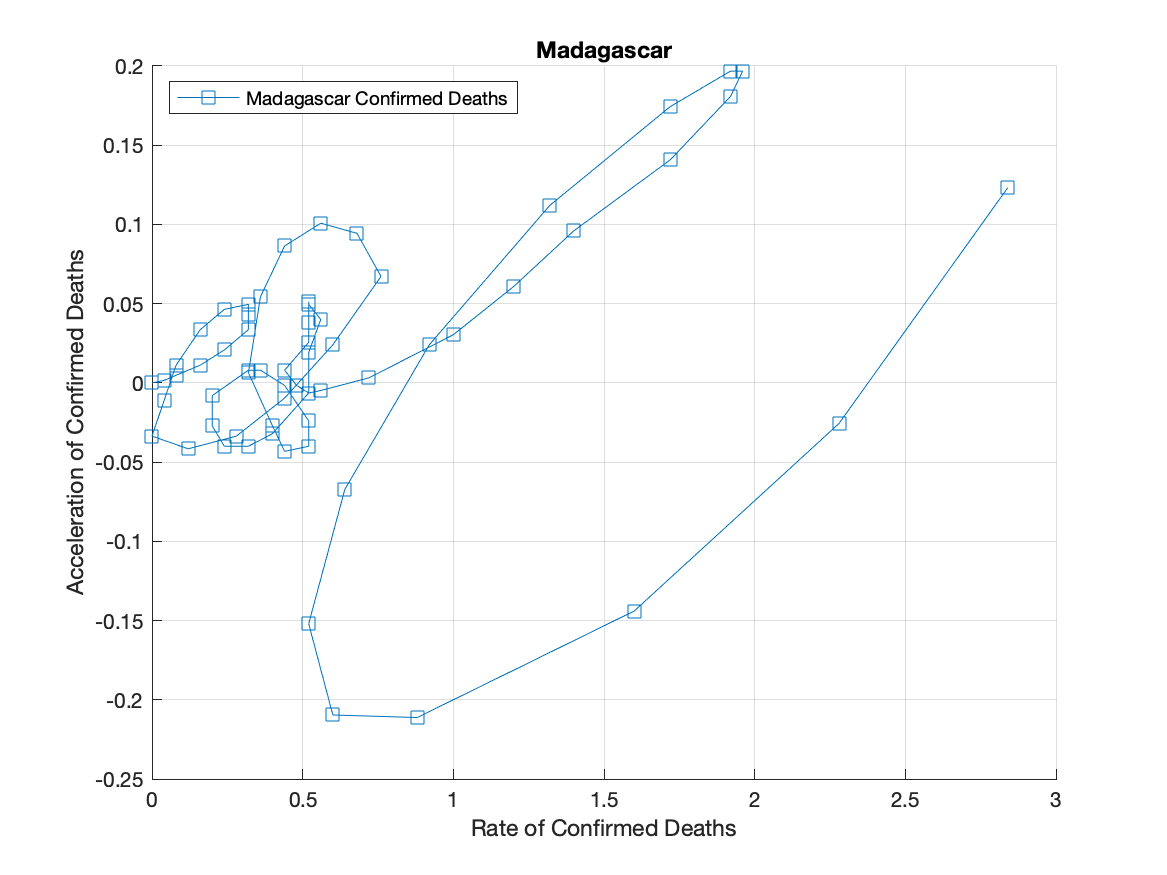 Madagascar
Madagascar Confirmed Deaths
0.2
0.15
0.1
0.05
0
-0.05
-0.1
-0.15
-0.2
-0.25
Acceleration of Confirmed Deaths
0 0.5 1 1.5 2 2.5 3
Rate of Confirmed Deaths